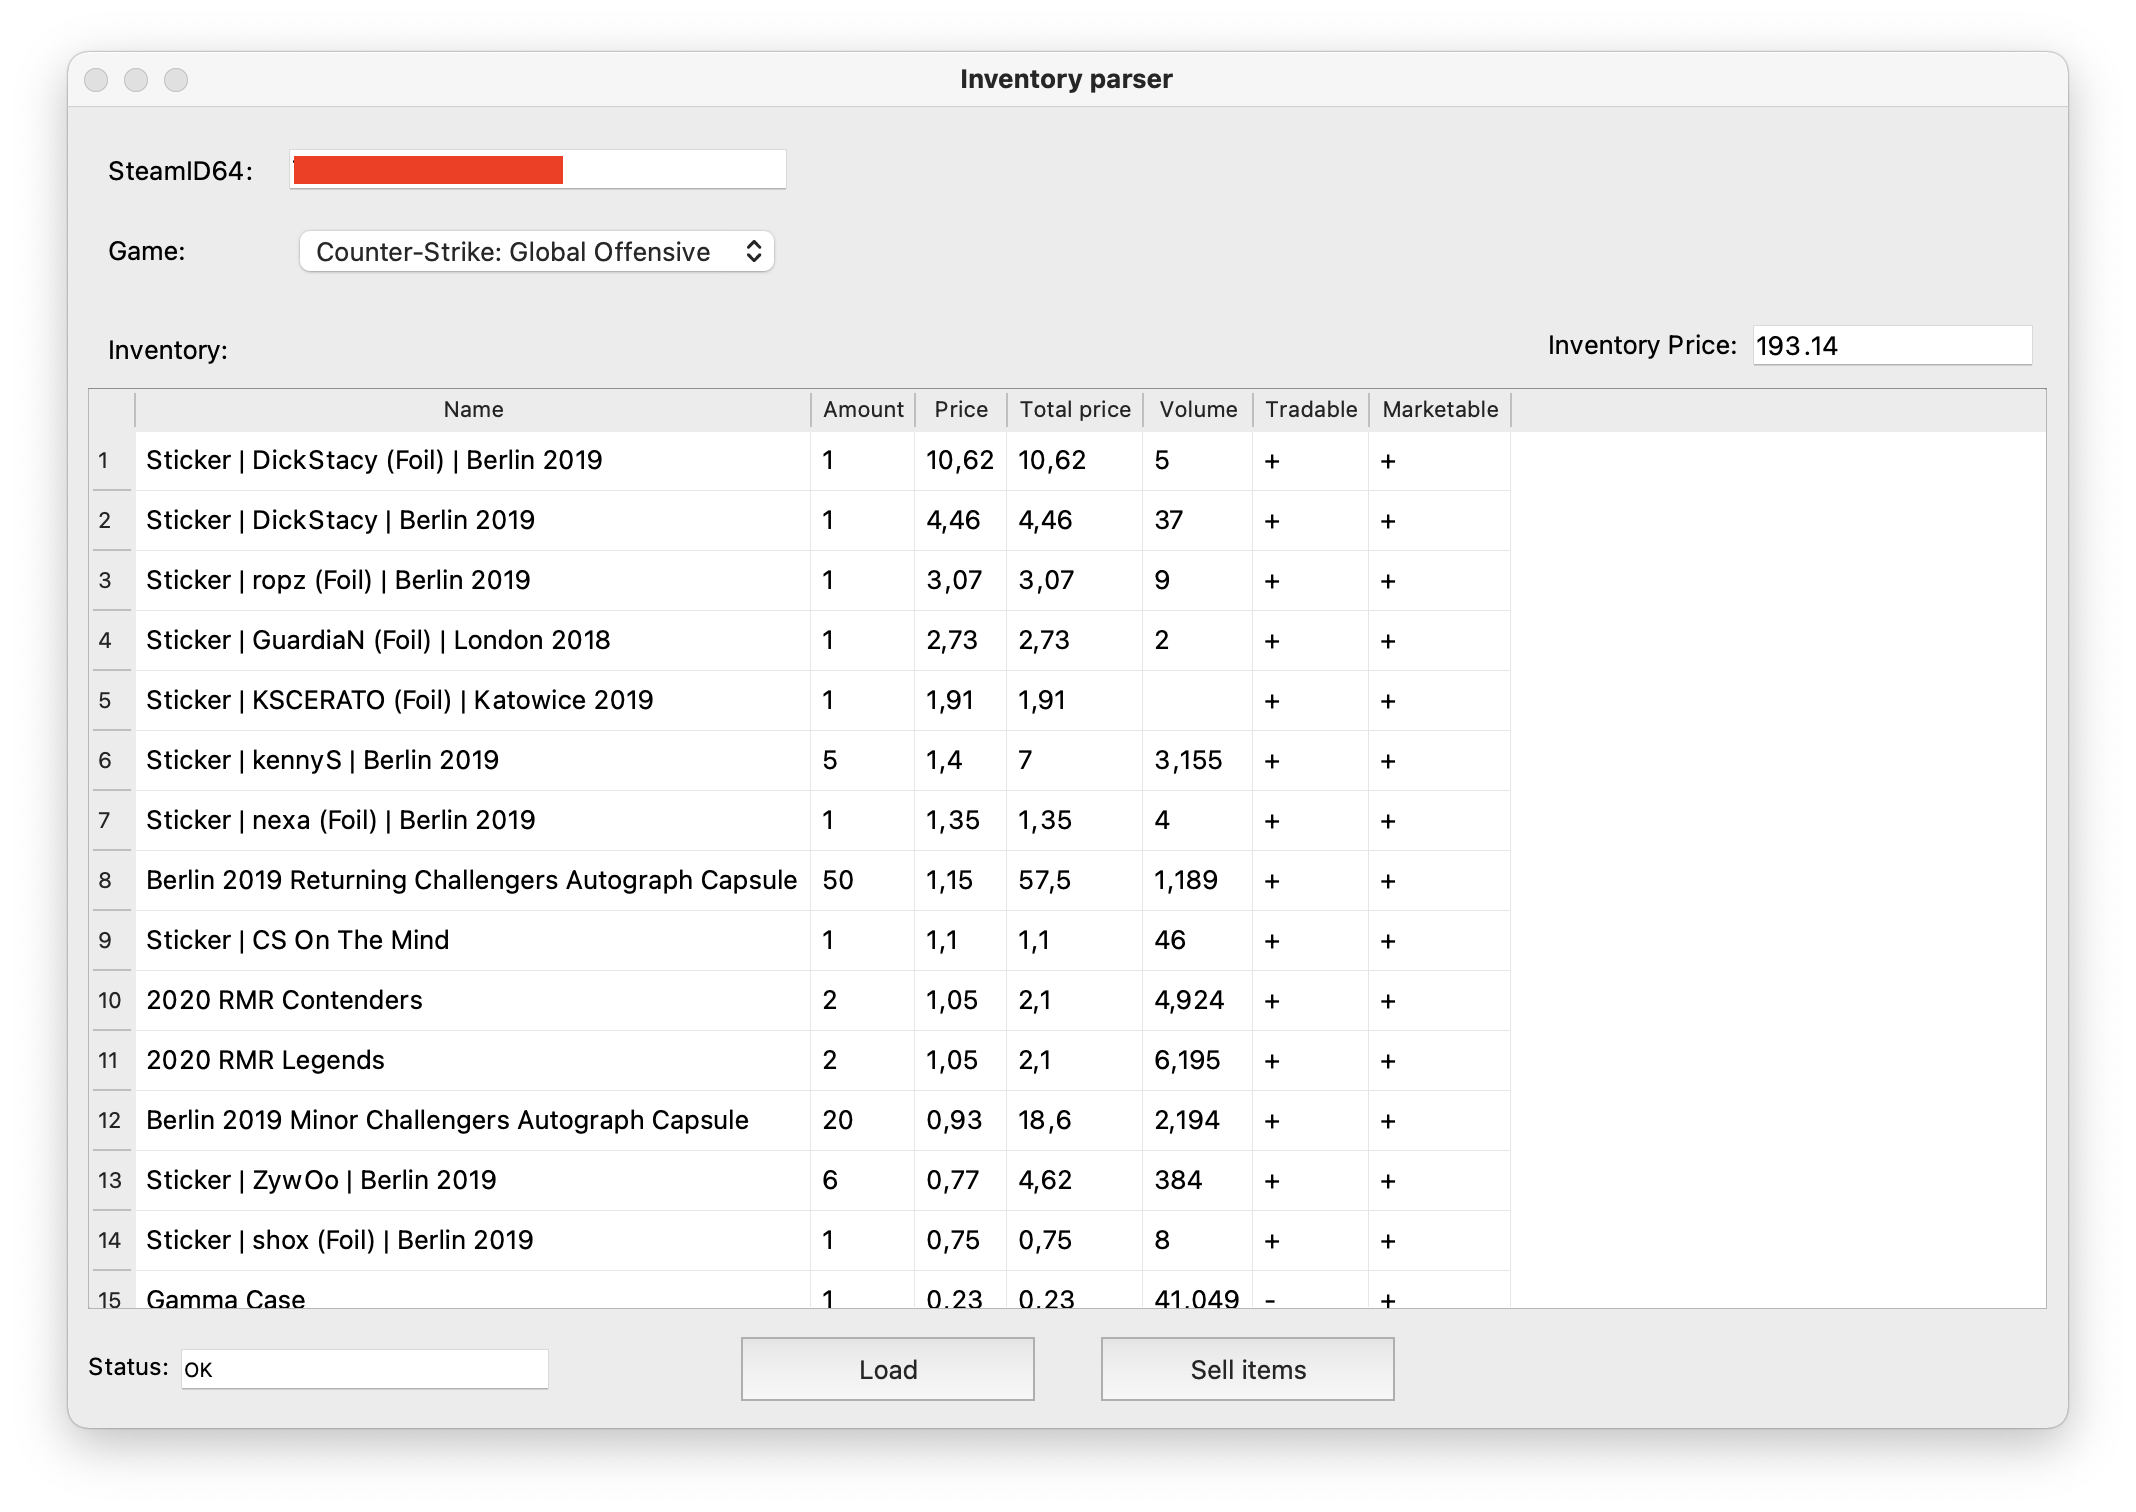 Inventory parser
SteamID64:
Game: Counter-Strike: Global Offensive
Inventory: Inventory Price: 193.14
Name Amount Price Total price Volume Tradable Marketable
1 Sticker | DickStacy (Foil) | Berlin 2019 1 10,62 10,62 5 + +
2 Sticker | DickStacy | Berlin 2019 1 4,46 4,46 37 + +
3 Sticker | ropz (Foil) | Berlin 2019 1 3,07 3,07 9 + +
4 Sticker | GuardiaN (Foil) | London 2018 1 2,73 2,73 2 + +
5 Sticker | KSCERATO (Foil) | Katowice 2019 1 1,91 1,91 + +
6 Sticker | kennyS | Berlin 2019 5 1,4 7 3,155 + +
7 Sticker | nexa (Foil) | Berlin 2019 1 1,35 1,35 4 + +
8 Berlin 2019 Returning Challengers Autograph Capsule 50 1,15 57,5 1,189 + +
9 Sticker | CS On The Mind 1 1,1 1,1 46 + +
10 2020 RMR Contenders 2 1,05 2,1 4,924 + +
11 2020 RMR Legends 2 1,05 2,1 6,195 + +
12 Berlin 2019 Minor Challengers Autograph Capsule 20 0,93 18,6 2,194 + +
13 Sticker | ZywOo | Berlin 2019 6 0,77 4,62 384 + +
14 Sticker | shox (Foil) | Berlin 2019 1 0,75 0,75 8 + +
15 Gamma Case 1 0,23 0,23 41,049 - +
Status: OK Load Sell items